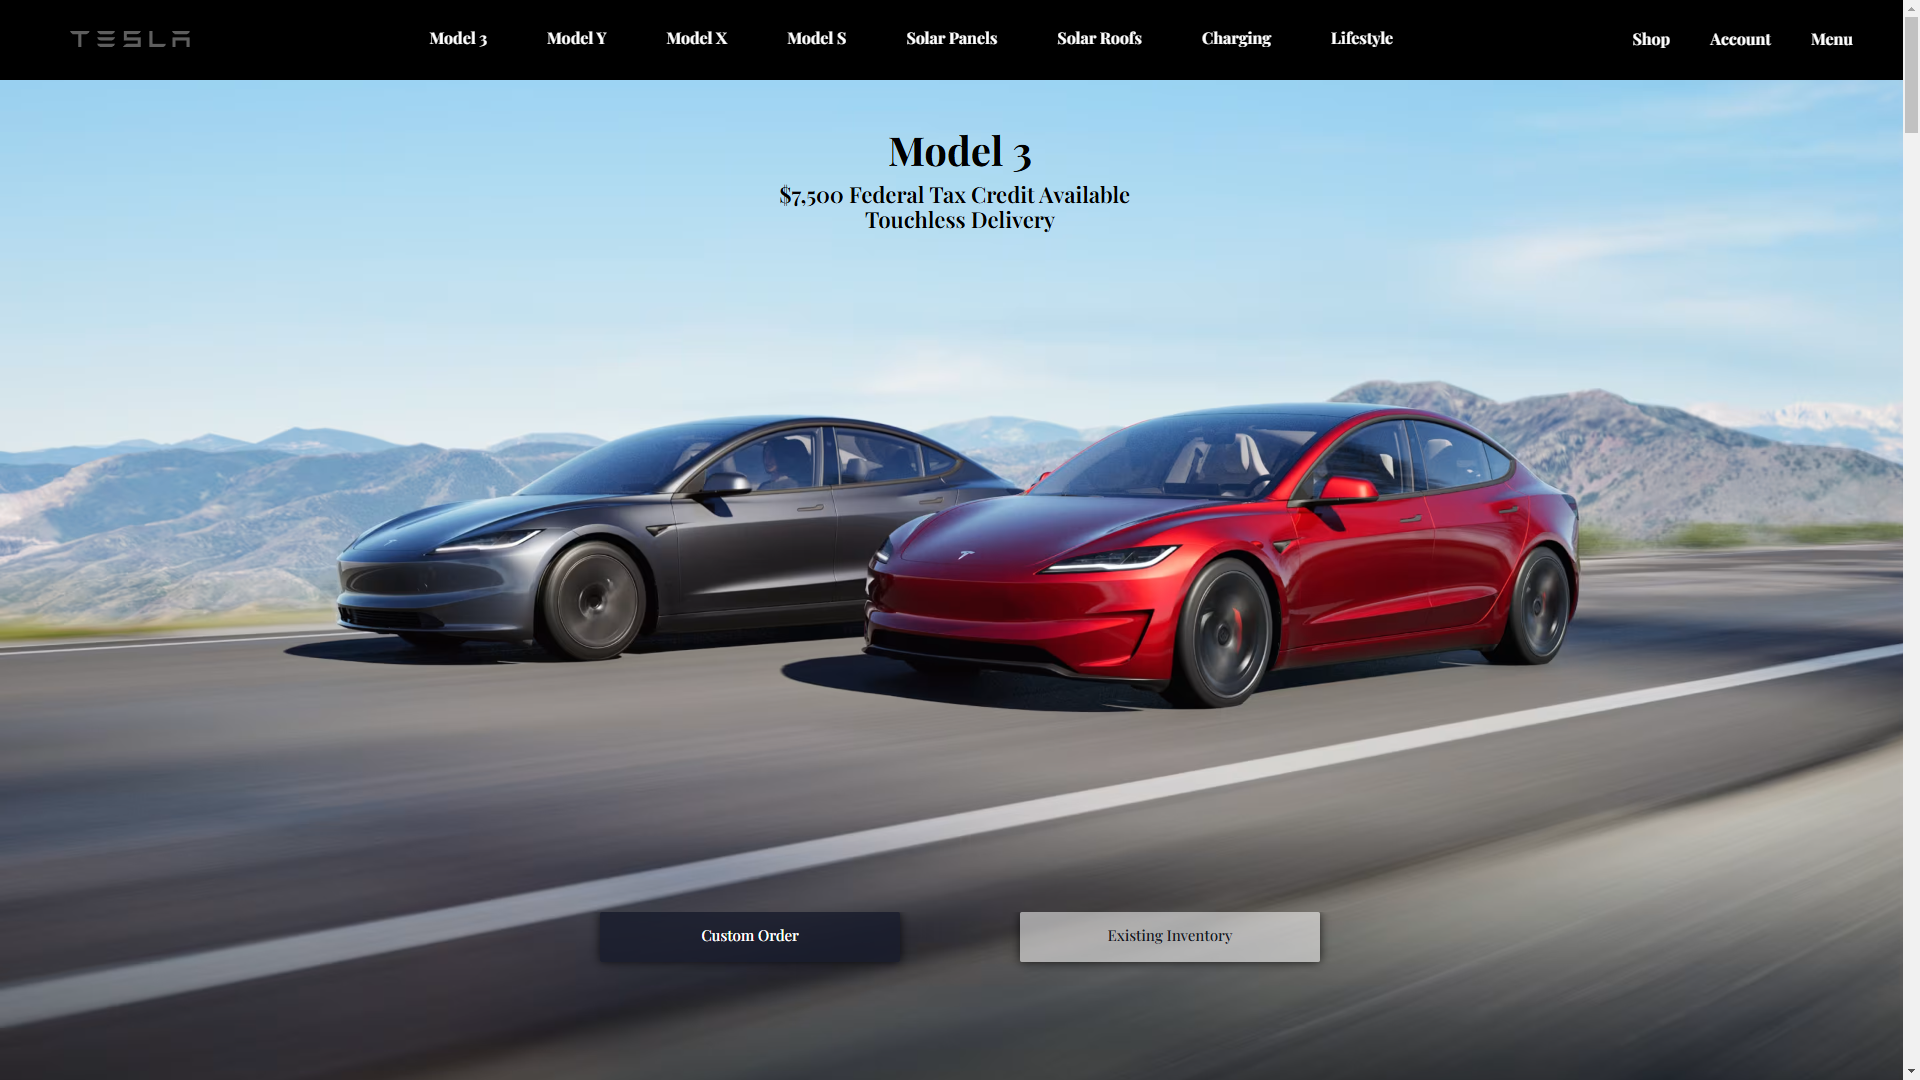 TESLA
Model 3
Model Y
Model X
Model S
Solar Panels
Solar Roofs
Charging
Lifestyle
Shop
Account
Menu
Model 3
$7,500 Federal Tax Credit Available
Touchless Delivery
Custom Order
Existing Inventory